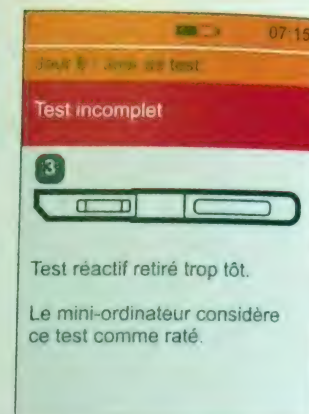 07:15
Test incomplet
3
Test réactif retiré trop tôt.
Le mini-ordinateur considère
ce test comme raté.